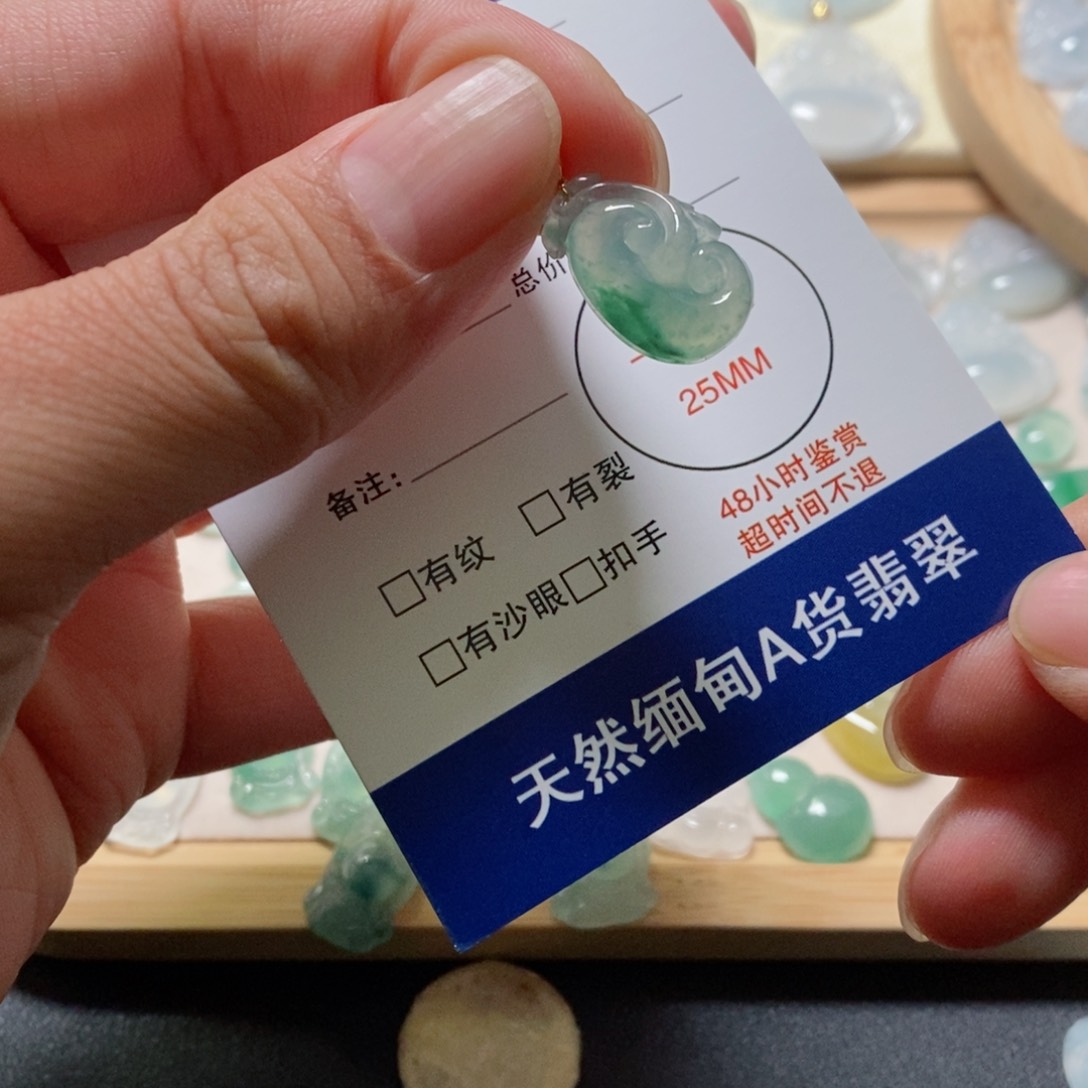 总价
25MM
备注:
□有纹 □有裂
□有沙眼□扣手
48小时鉴赏
超时间不退
天然缅甸A货翡翠